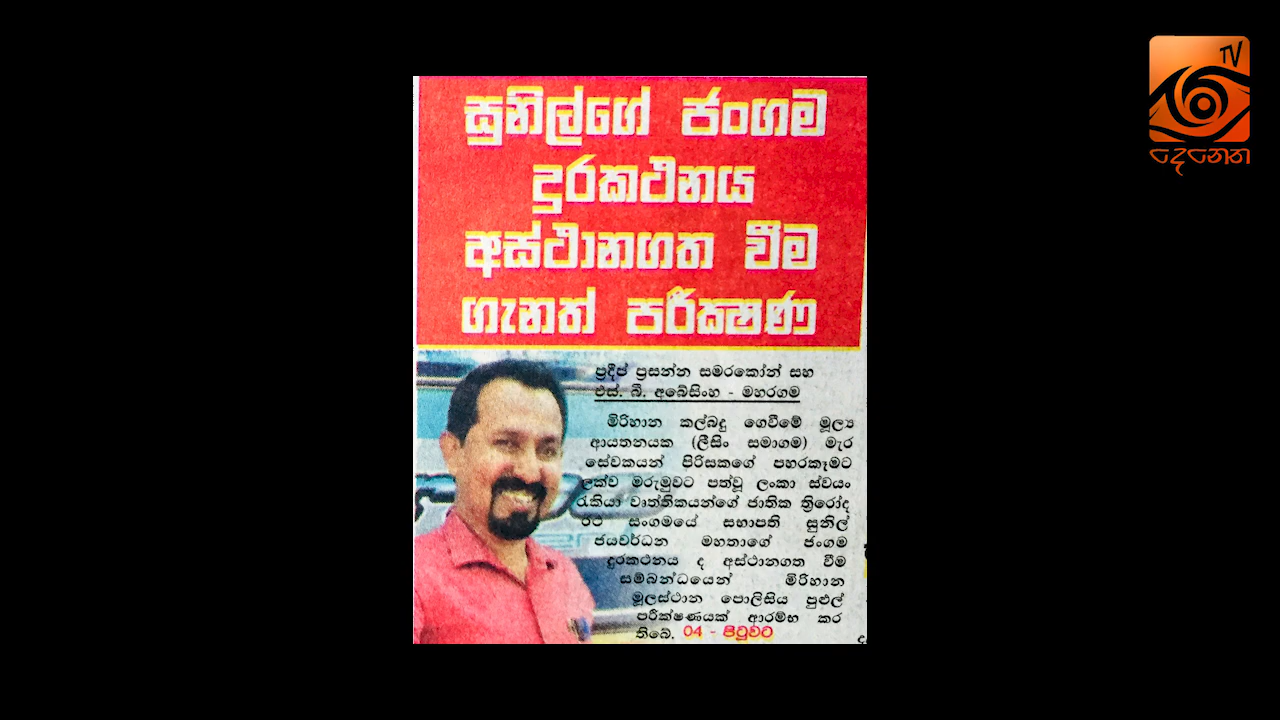 සුනිල්ගේ ජංගම
දුරකථනය
අස්ථානගත වීම
ගැනත් පරීක්ෂණ
ප්‍රදීප් ප්‍රසන්න සමරකෝන් සහ
එස්. බී. අබේසිංහ - මහරගම
මිරිහාන කල්බදු ගෙවීමේ මූල්‍ය
ආයතනයක (ලීසිං සමාගම) මැර
සේවකයන් පිරිසකගේ පහරකෑමට
ලක්ව මරුමුවට පත්වූ ලංකා ස්වයං
රැකියා වෘත්තිකයන්ගේ ජාතික ත්‍රිරෝද
රථ සංගමයේ සභාපති සුනිල්
ජයවර්ධන මහතාගේ ජංගම
දුරකථනය ද අස්ථානගත වීම
සම්බන්ධයෙන් මිරිහාන
මූලස්ථාන පොලිසිය පුළුල්
පරීක්ෂණයක් ආරම්භ කර
තිබේ. 04 - පිටුවට
TV
දෙනෙත